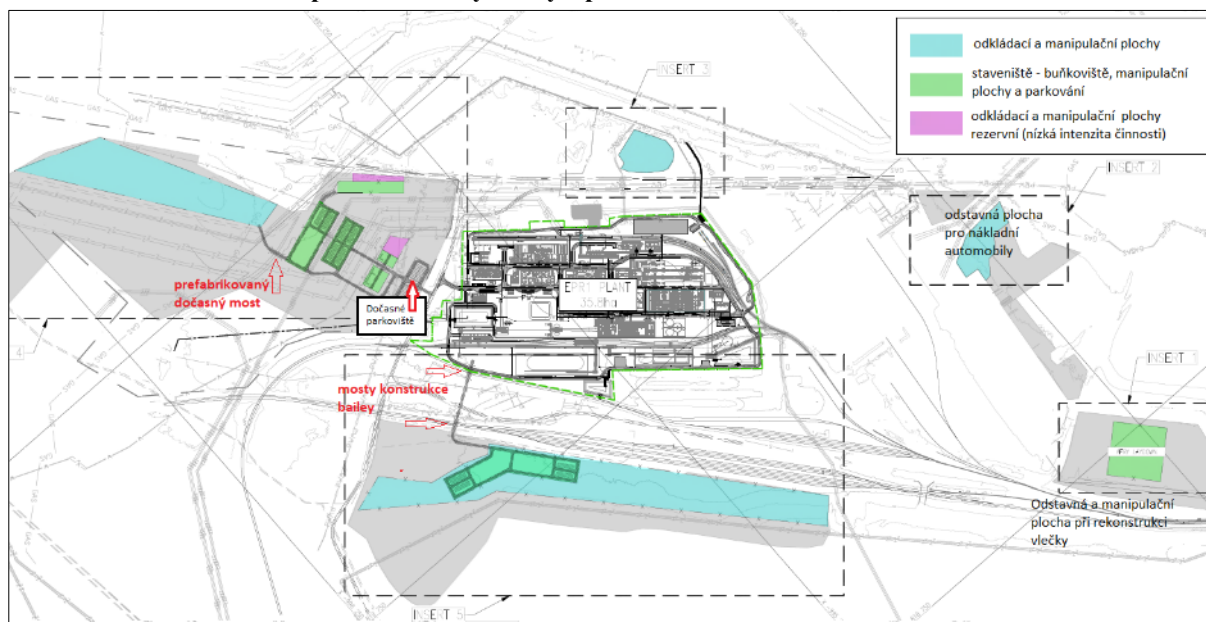 odkládací a manipulační plochy
staveniště - buňkoviště, manipulační
plochy a parkování
odkládací a manipulační plochy
rezervní (nízká intenzita činnosti)
INSERT 3
INSERT 2
odstavná plocha
pro nákladní
automobily
prefabrikovaný
dočasný most
Dočasné
parkoviště
EPR1 PLANT
35.8ha
4
INSERT 1
mosty konstrukce
bailey
Odstavná a manipulační
plocha při rekonstrukci
vlečky
INSERT 5